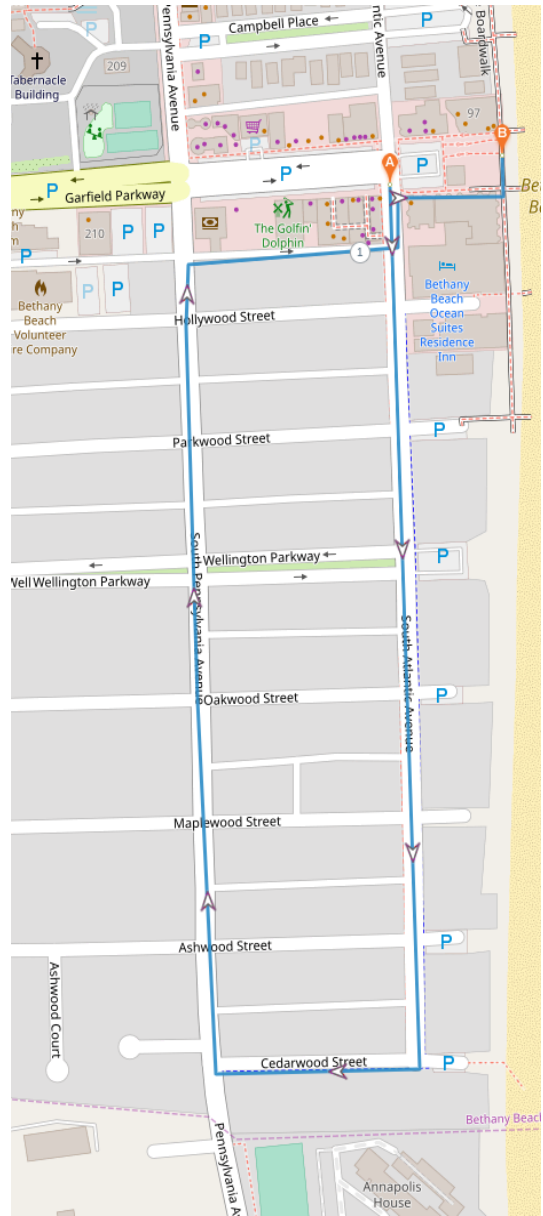 Campbell Place
Pennsylvania Avenue
ntic Avenue
e Boardwalk
P
P
P
209
Tabernacle
Building
97
B
A
P
P
P
Garfield Parkway
Be
B
210
P
P
The Golfin'
Dolphin
1
P
P
Bethany
Beach
Volunteer
re Company
Hollywood Street
Bethany
Beach
Ocean
Suites
Residence
Inn
Parkwood Street
P
Wellington Parkway
P
Well
Wellington Parkway
South Pennsylvania Avenue
South Atlantic Avenue
Oakwood Street
P
Maplewood Street
Ashwood Street
P
Ashwood Court
Cedarwood Street
P
Bethany Beach
Pennsylvania Av
Annapolis
House